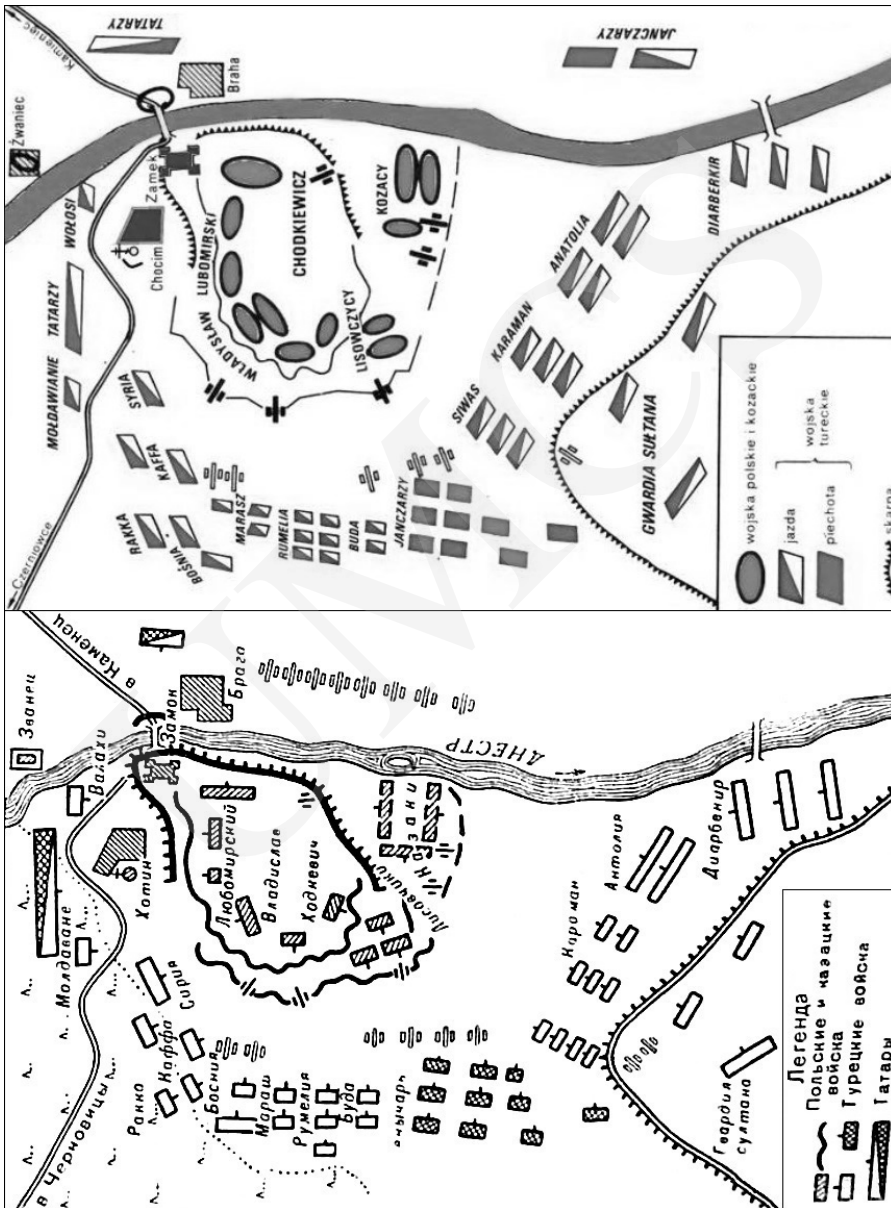 Kamieniec
TATARZY
JANCZARZY
Żwaniec
Braha
Zamek
WOŁOSI
Chocim
LUBOMIRSKI
CHODKIEWICZ
KOZACY
DIARBERKIR
TATARZY
WŁADYSŁAW
ANATOLIA
MOŁDAWIANIE
SYRIA
LISOWCZYCY
KARAMAN
KAFFA
SIWAS
RAKKA
BOŚNIA
MARASZ
RUMELIA
BUDA
JANCZARZY
GWARDIA SUŁTANA
Czerniowce
wojska polskie i kozackie
jazda
piechota
wojska
tureckie
skarpa
UMCS
в Каменец
Званец
Брага
Замок
Валахи
ДНЕСТР
Хотин
Любомирский
Владислав
Ходкевич
Казаки
Лисовчики
Молдаване
Сирия
Каффа
Ракка
Босния
Мараш
Румелия
Буда
Караман
Антолия
Диарбекир
Гвардия
султана
в Черновицы
Легенда
Польские и казацкие
войска
Турецкие войска
Татары